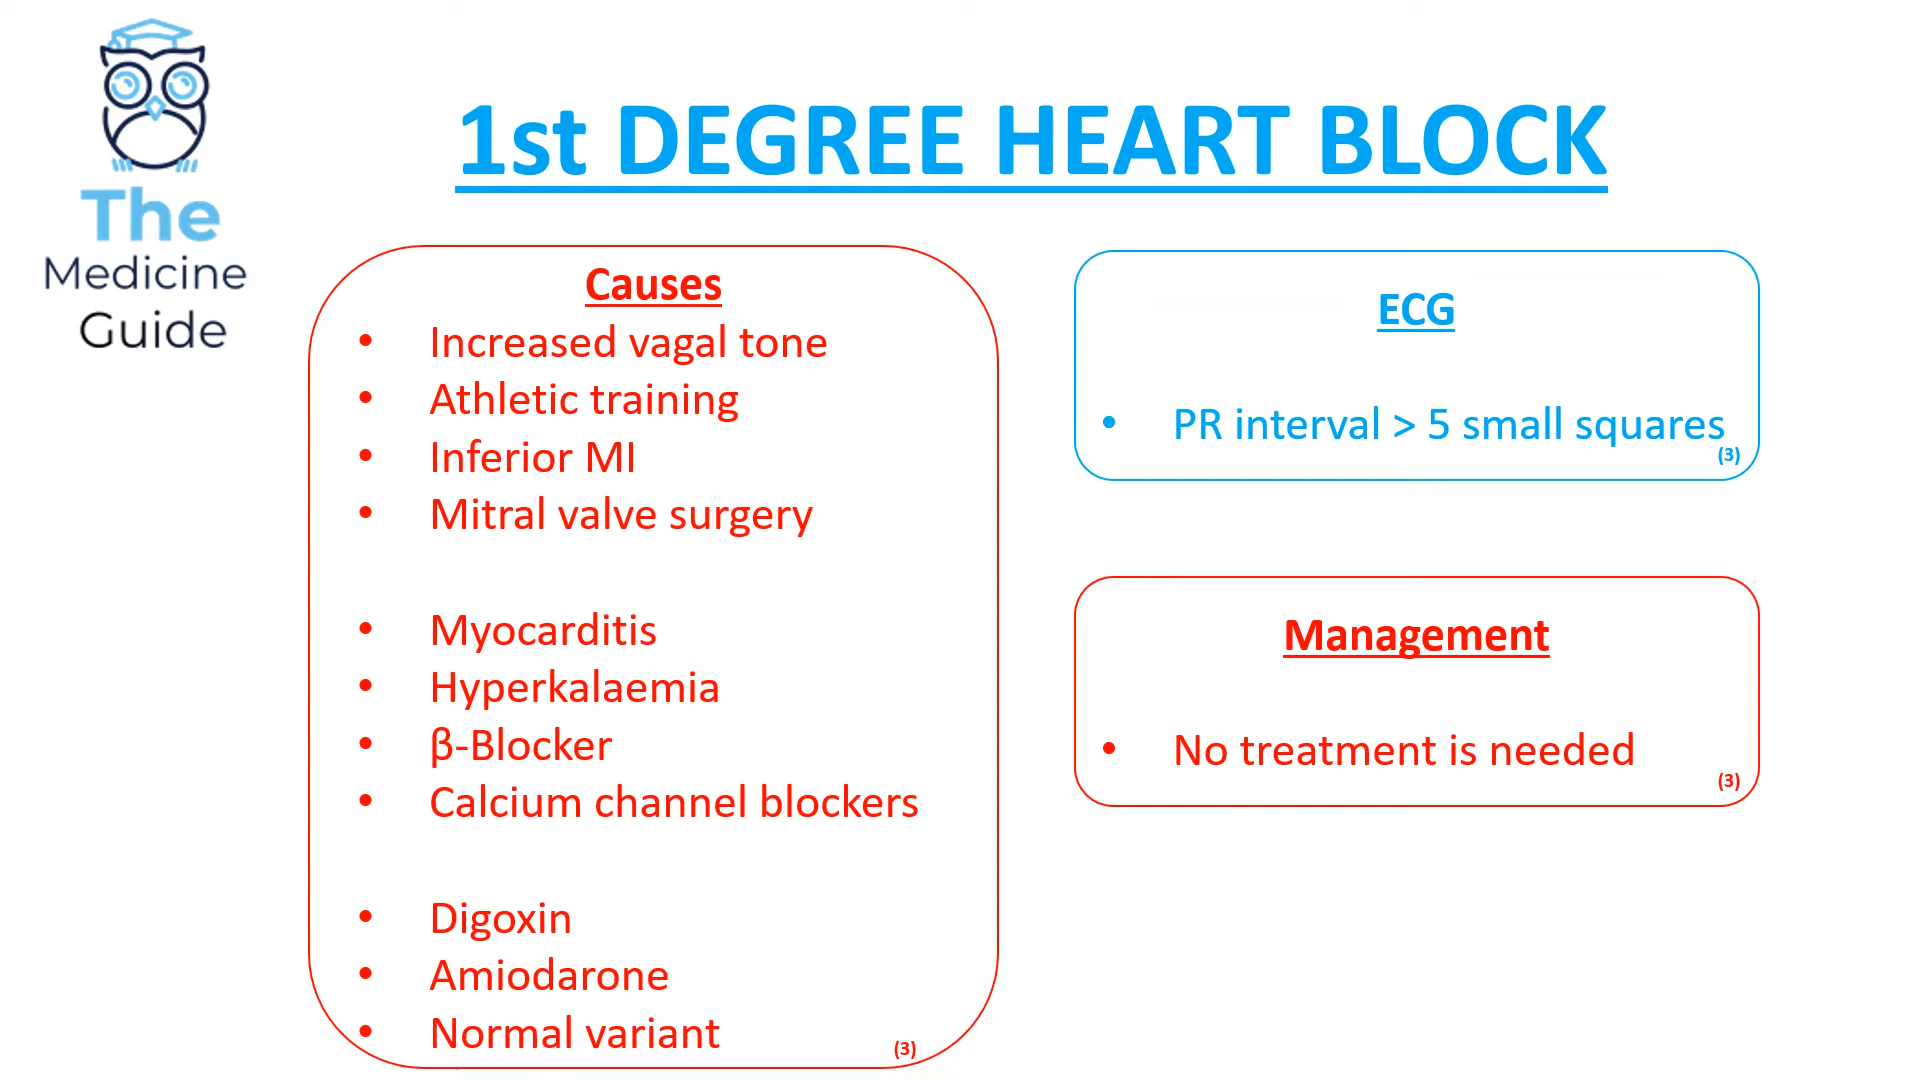 The
Medicine
Guide
1st DEGREE HEART BLOCK
Causes
• Increased vagal tone
• Athletic training
• Inferior MI
• Mitral valve surgery
• Myocarditis
• Hyperkalaemia
• β-Blocker
• Calcium channel blockers
• Digoxin
• Amiodarone
• Normal variant
(3)
ECG
• PR interval > 5 small squares
(3)
Management
• No treatment is needed
(3)